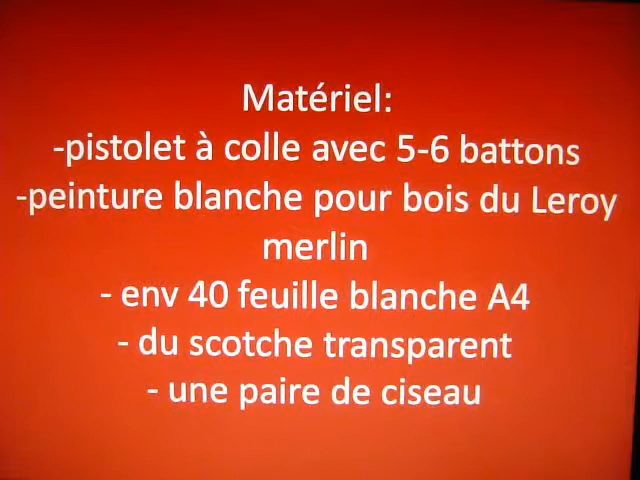 Matériel:
-pistolet à colle avec 5-6 battons
-peinture blanche pour bois du Leroy
merlin
- env 40 feuille blanche A4
- du scotche transparent
- une paire de ciseau